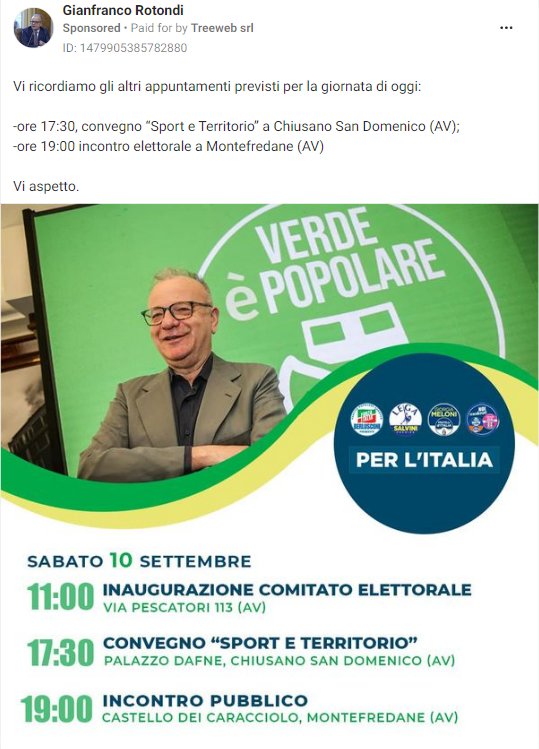 Gianfranco Rotondi
Sponsored • Paid for by Treeweb srl
ID: 1479905385782880
Vi ricordiamo gli altri appuntamenti previsti per la giornata di oggi:
-ore 17:30, convegno “Sport e Territorio” a Chiusano San Domenico (AV);
-ore 19:00 incontro elettorale a Montefredane (AV)
Vi aspetto.
VERDE
è POPOLARE
BERLUSCONI
LEGA
SALVINI
GIORGIA
MELONI
PER L'ITALIA
SABATO 10 SETTEMBRE
11:00 INAUGURAZIONE COMITATO ELETTORALE
VIA PESCATORI 113 (AV)
17:30 CONVEGNO “SPORT E TERRITORIO”
PALAZZO DAFNE, CHIUSANO SAN DOMENICO (AV)
19:00 INCONTRO PUBBLICO
CASTELLO DEI CARACCIOLO, MONTEFREDANE (AV)